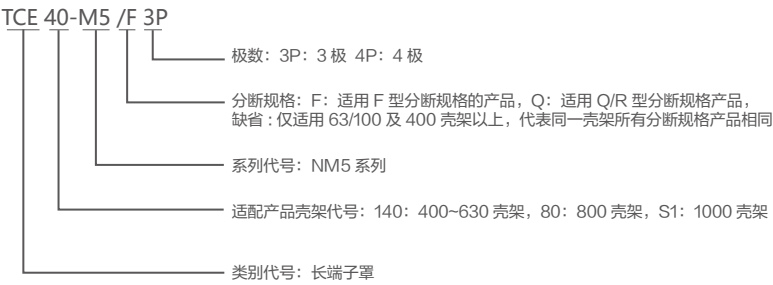 TCE 40-M5 /F 3P
极数：3P：3 极 4P：4 极
分断规格：F：适用 F 型分断规格的产品，Q：适用 Q/R 型分断规格产品，
缺省 : 仅适用 63/100 及 400 壳架以上，代表同一壳架所有分断规格产品相同
系列代号：NM5 系列
适配产品壳架代号：140：400~630 壳架，80：800 壳架，S1：1000 壳架
类别代号：长端子罩